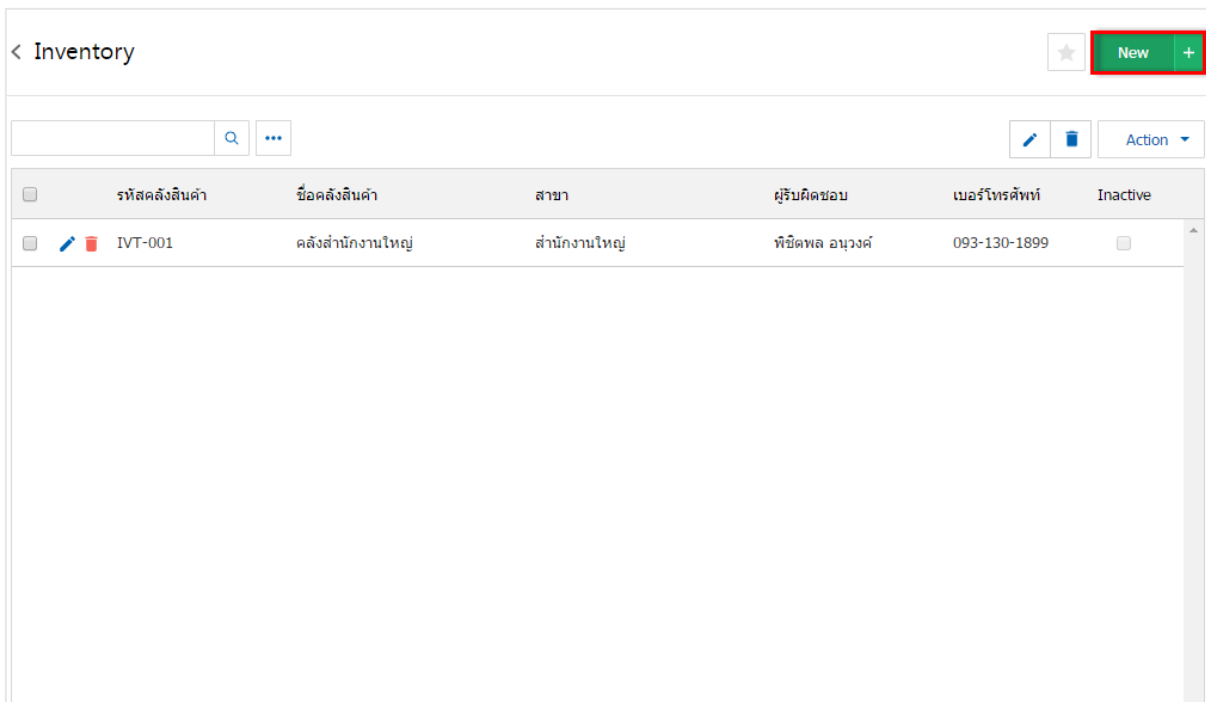 < Inventory
New +
Action
รหัสคลังสินค้า ชื่อคลังสินค้า สาขา ผู้รับผิดชอบ เบอร์โทรศัพท์ Inactive
IVT-001 คลังสำนักงานใหญ่ สำนักงานใหญ่ พิชิตพล อนุวงค์ 093-130-1899